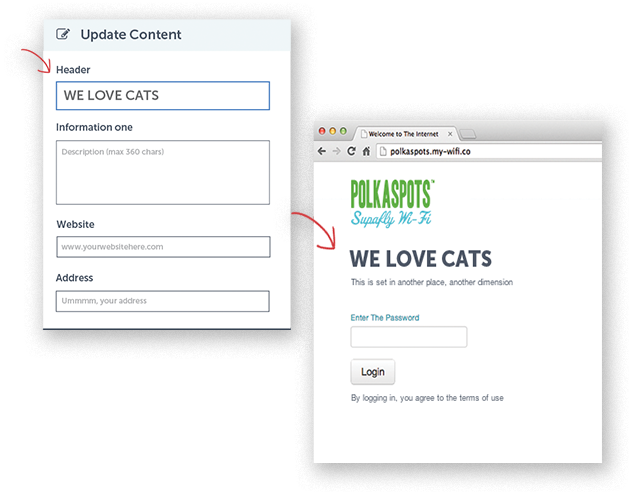 Update Content
Header
WE LOVE CATS
Information one
Description (max 360 chars)
Website
www.yourwebsitehere.com
Address
Ummmm, your address
Welcome to The Internet
polkaspots.my-wifi.co
POLKASPOTS™
Supafly Wi-Fi
WE LOVE CATS
This is set in another place, another dimension
Enter The Password
Login
By logging in, you agree to the terms of use